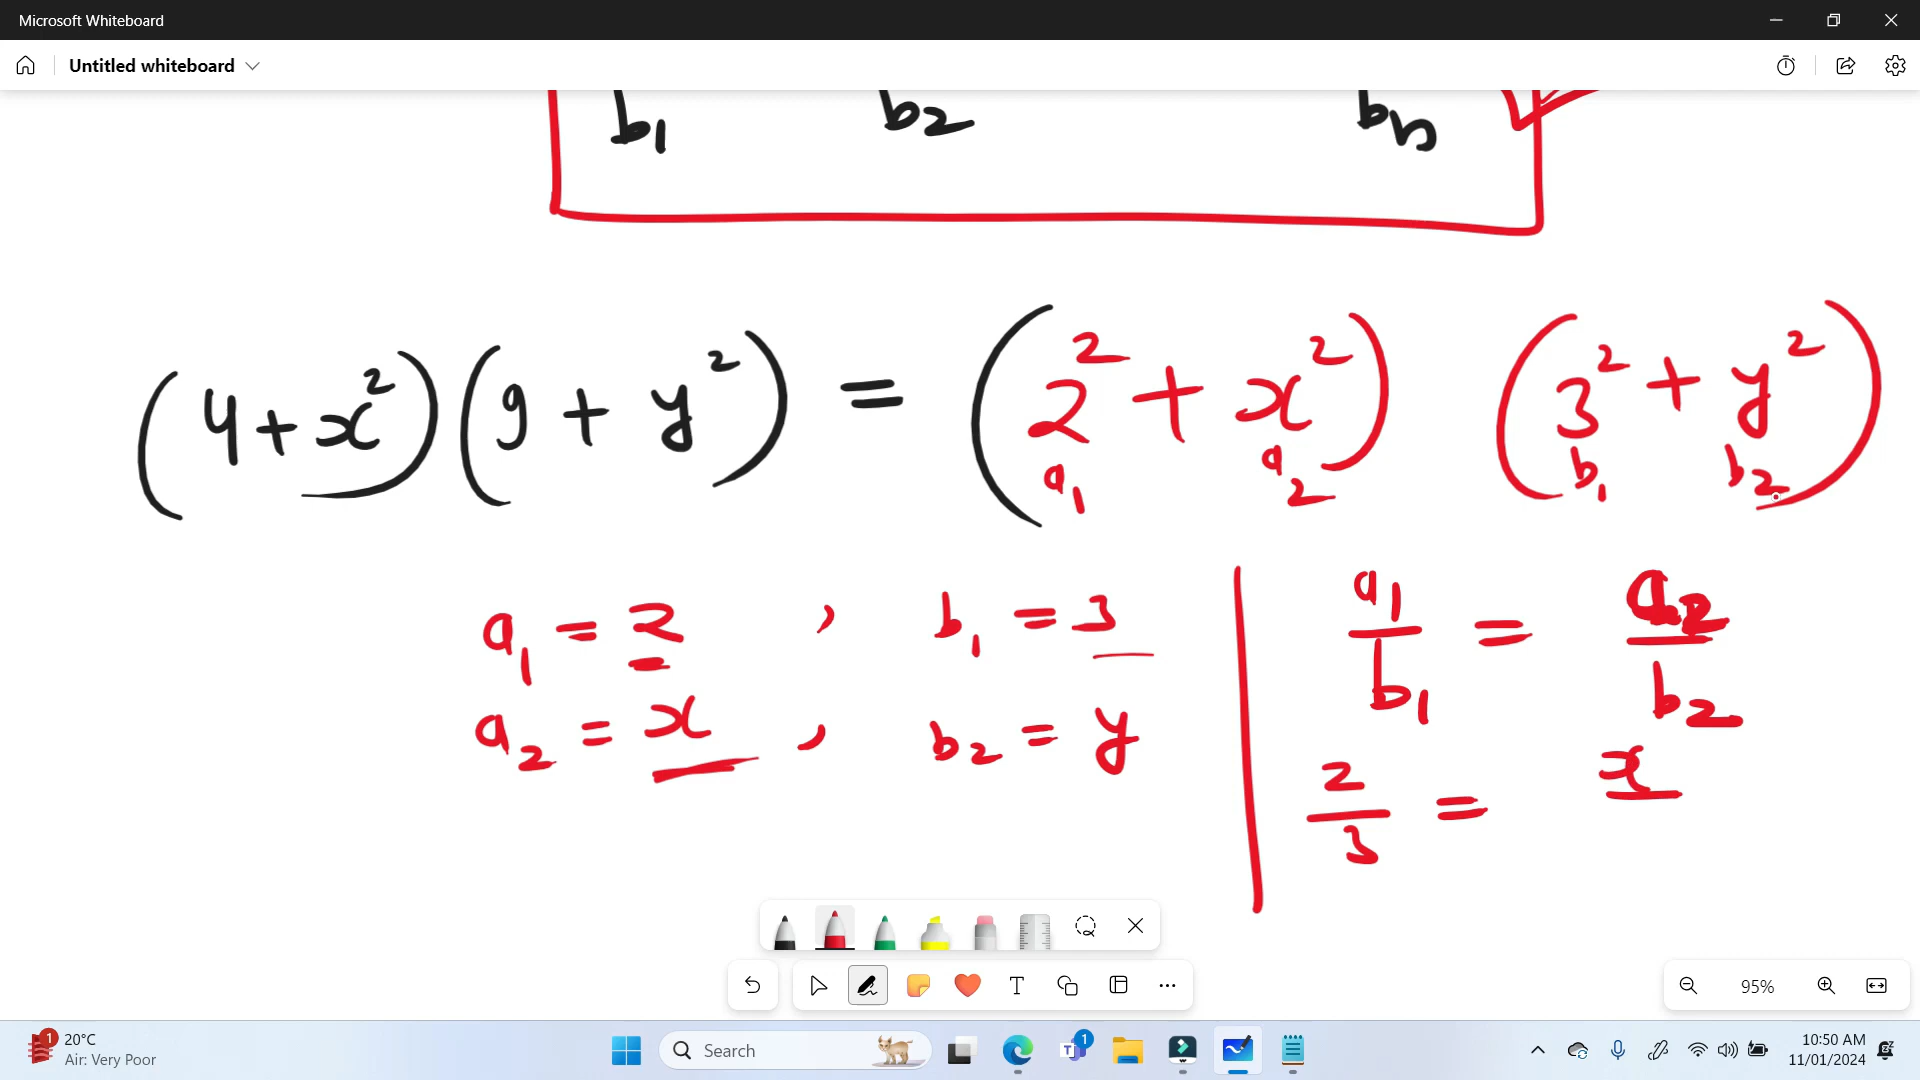 Microsoft Whiteboard
Untitled whiteboard
b1 b2 bn
(4+x²)(9+y²) = (2²+x²) (3²+y²)
a1 a2 b1 b2
a1 = 2 , b1 = 3
a2 = x , b2 = y
a1/b1 = a2/b2
2/3 = x
95%
1 20°C
Air: Very Poor
Search
1
10:50 AM
11/01/2024